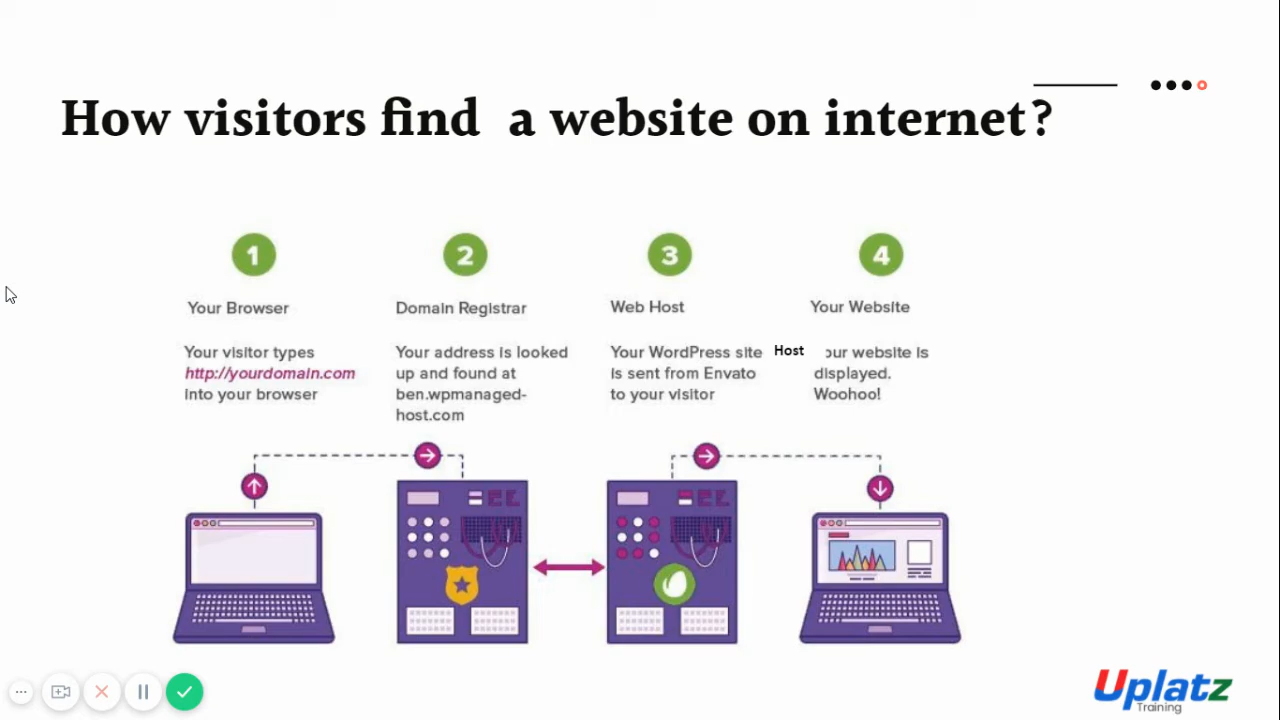 How visitors find a website on internet?
1
2
3
4
Your Browser
Domain Registrar
Web Host
Your Website
Your visitor types
http://yourdomain.com
into your browser
Your address is looked
up and found at
ben.wpmanaged-
host.com
Your WordPress site
is sent from Envato
to your visitor
Host
our website is
displayed.
Woohoo!
Uplatz
Training